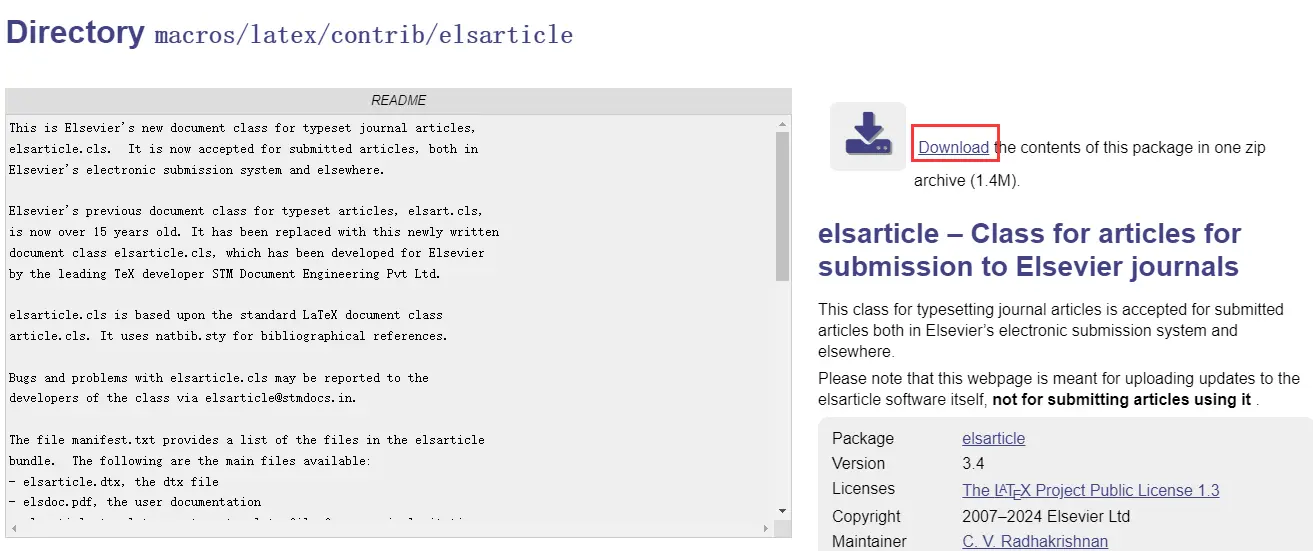 Directory macros/latex/contrib/elsarticle
README
This is Elsevier's new document class for typeset journal articles,
elsarticle.cls.  It is now accepted for submitted articles, both in
Elsevier's electronic submission system and elsewhere.
Elsevier's previous document class for typeset articles, elsart.cls,
is now over 15 years old. It has been replaced with this newly written
document class elsarticle.cls, which has been developed for Elsevier
by the leading TeX developer STM Document Engineering Pvt Ltd.
elsarticle.cls is based upon the standard LaTeX document class
article.cls. It uses natbib.sty for bibliographical references.
Bugs and problems with elsarticle.cls may be reported to the
developers of the class via elsarticle@stmdocs.in.
The file manifest.txt provides a list of the files in the elsarticle
bundle.  The following are the main files available:
- elsarticle.dtx, the dtx file
- elsdoc.pdf, the user documentation
Download the contents of this package in one zip
archive (1.4M).
elsarticle – Class for articles for
submission to Elsevier journals
This class for typesetting journal articles is accepted for submitted
articles both in Elsevier’s electronic submission system and
elsewhere.
Please note that this webpage is meant for uploading updates to the
elsarticle software itself, not for submitting articles using it .
Package elsarticle
Version 3.4
Licenses The LATEX Project Public License 1.3
Copyright 2007–2024 Elsevier Ltd
Maintainer C. V. Radhakrishnan